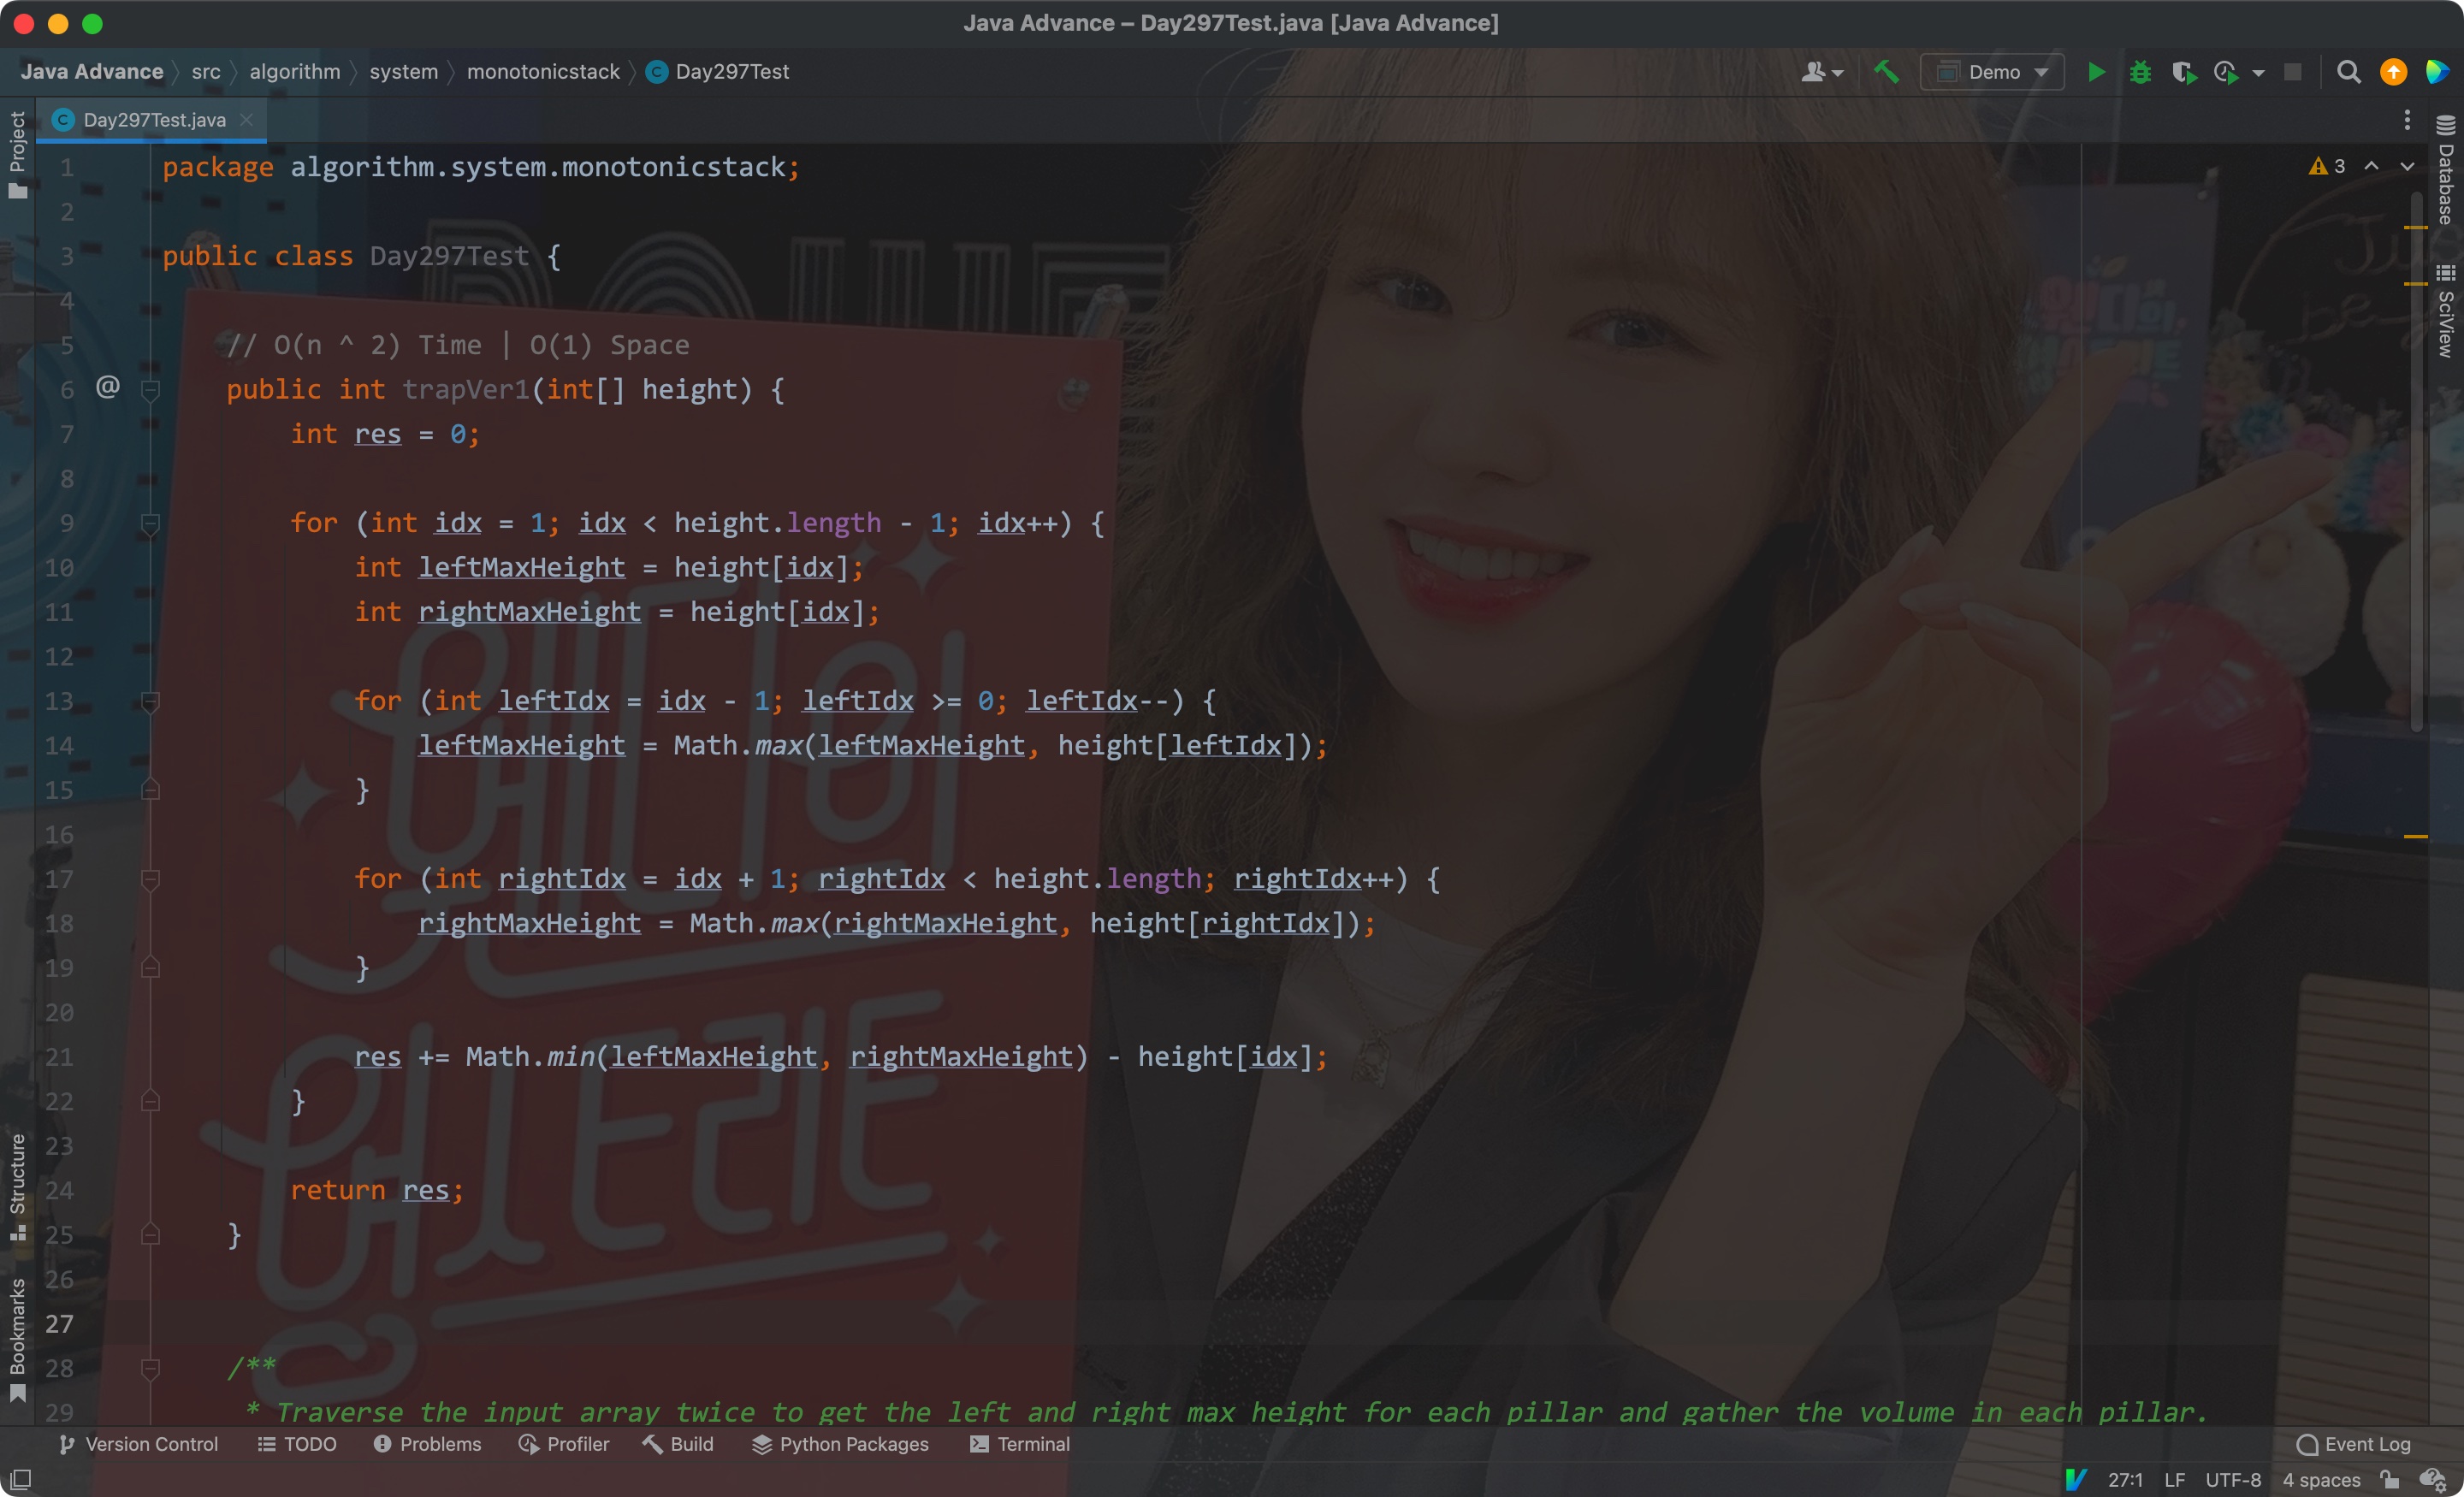 Java Advance – Day297Test.java [Java Advance]
Java Advance src algorithm system monotonicstack Day297Test
Demo
Day297Test.java
Project
Database
SciView
3
1 package algorithm.system.monotonicstack;
2
3 public class Day297Test {
4
5 // O(n ^ 2) Time | O(1) Space
6 @ public int trapVer1(int[] height) {
7 int res = 0;
8
9 for (int idx = 1; idx < height.length - 1; idx++) {
10 int leftMaxHeight = height[idx];
11 int rightMaxHeight = height[idx];
12
13 for (int leftIdx = idx - 1; leftIdx >= 0; leftIdx--) {
14 leftMaxHeight = Math.max(leftMaxHeight, height[leftIdx]);
15 }
16
17 for (int rightIdx = idx + 1; rightIdx < height.length; rightIdx++) {
18 rightMaxHeight = Math.max(rightMaxHeight, height[rightIdx]);
19 }
20
21 res += Math.min(leftMaxHeight, rightMaxHeight) - height[idx];
22 }
23
24 return res;
25 }
26
27
28 /**
29 * Traverse the input array twice to get the left and right max height for each pillar and gather the volume in each pillar.
웬디의
영스트리트
Structure
Bookmarks
Version Control TODO Problems Profiler Build Python Packages Terminal Event Log
27:1 LF UTF-8 4 spaces